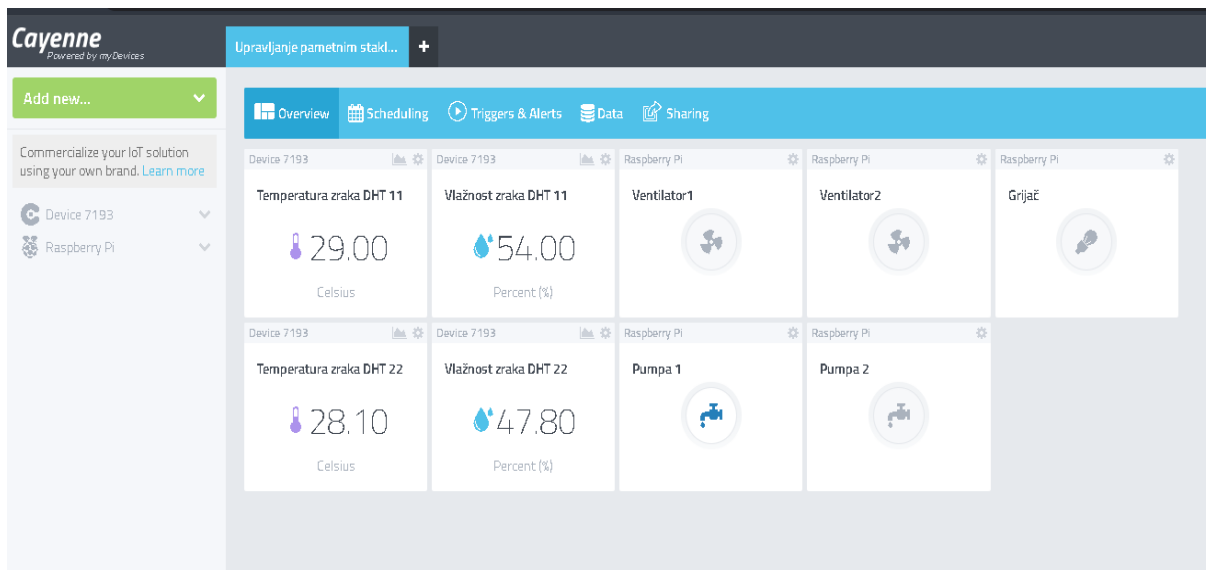 Cayenne
Powered by myDevices
Upravljanje pametnim stakl...
+
Add new...
Overview
Scheduling
Triggers & Alerts
Data
Sharing
Commercialize your IoT solution
using your own brand. Learn more
Device 7193
Raspberry Pi
Device 7193
Temperatura zraka DHT 11
29.00
Celsius
Device 7193
Vlažnost zraka DHT 11
54.00
Percent (%)
Raspberry Pi
Ventilator1
Raspberry Pi
Ventilator2
Raspberry Pi
Grijač
Device 7193
Temperatura zraka DHT 22
28.10
Celsius
Device 7193
Vlažnost zraka DHT 22
47.80
Percent (%)
Raspberry Pi
Pumpa 1
Raspberry Pi
Pumpa 2